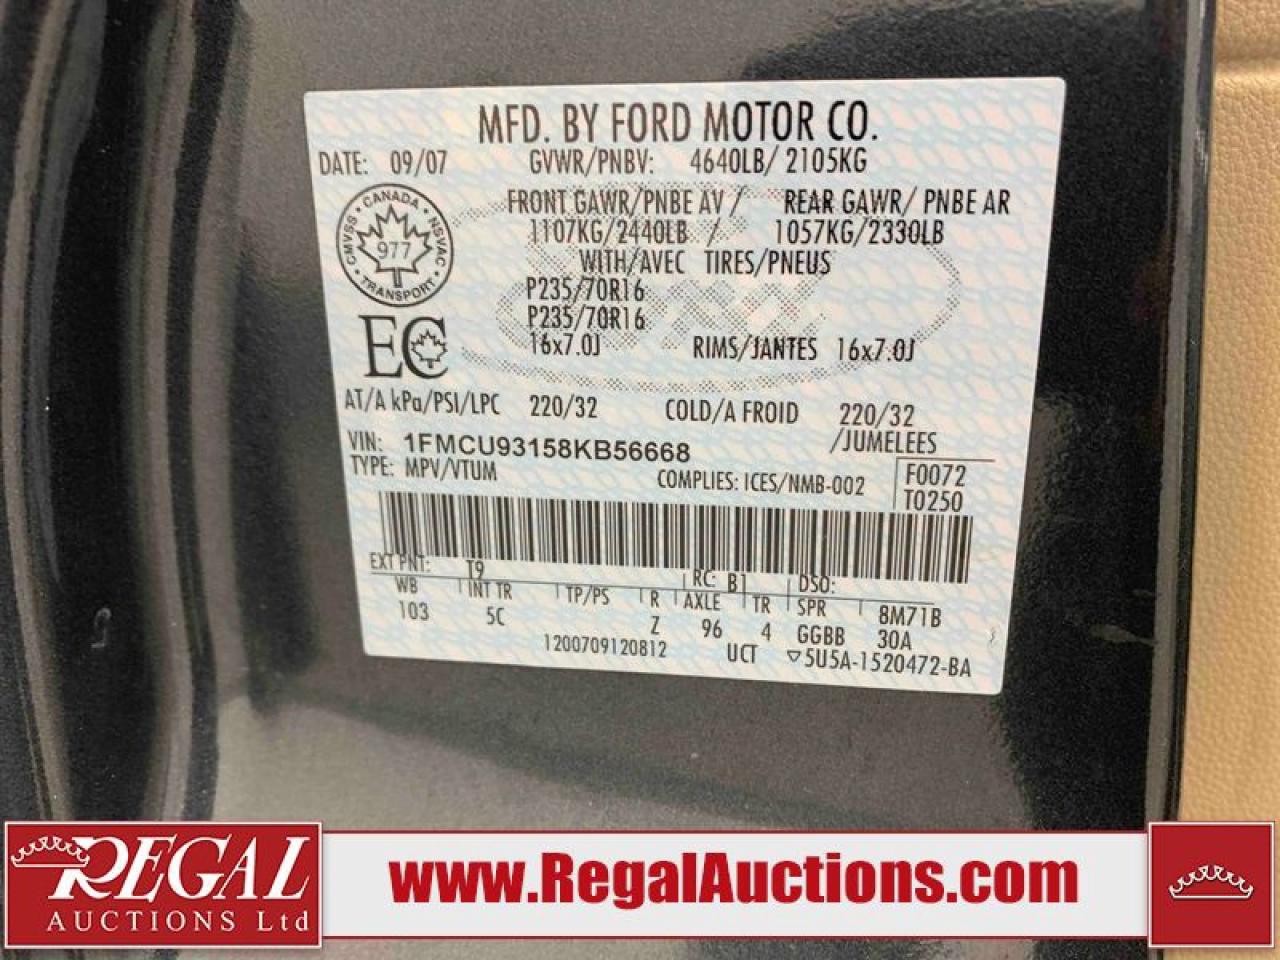 MFD. BY FORD MOTOR CO.
DATE: 09/07 GVWR/PNBV: 4640LB/ 2105KG
FRONT GAWR/PNBE AV / REAR GAWR/ PNBE AR
1107KG/2440LB / 1057KG/2330LB
WITH/AVEC TIRES/PNEUS
P235/70R16
P235/70R16
16x7.0J RIMS/JANTES 16x7.0J
CANADA
CMVSS • NSVAC
977
TRANSPORT
EC
AT/A kPa/PSI/LPC 220/32 COLD/A FROID 220/32
/JUMELEES
VIN: 1FMCU93158KB56668
TYPE: MPV/VTUM COMPLIES: ICES/NMB-002
F0072
T0250
EXT PNT: T9 RC: B1 DSO:
WB INT TR TP/PS R AXLE TR SPR 8M71B
103 5C Z 96 4 GGBB 30A
1200709120812 UCT ▽5U5A-1520472-BA
REGAL
AUCTIONS Ltd
www.RegalAuctions.com